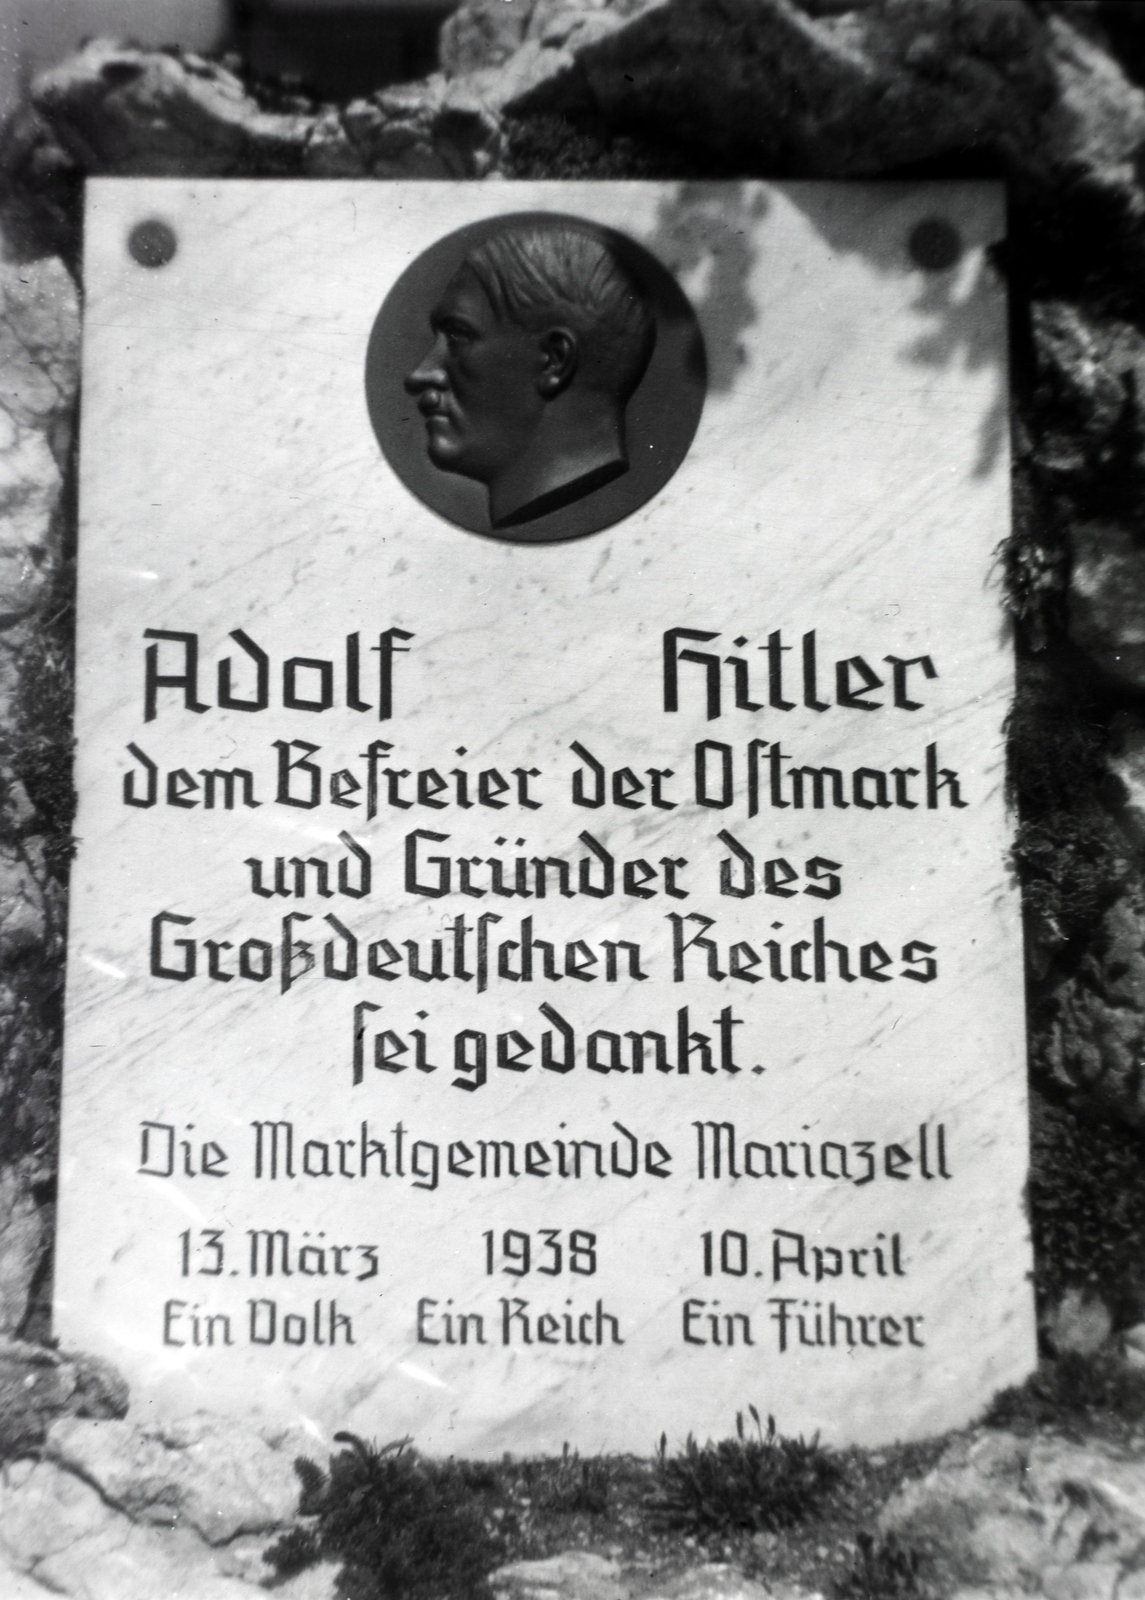 Adolf Hitler
dem Befreier der Oſtmark
und Gründer des
Großdeutſchen Reiches
ſei gedankt.
Die Marktgemeinde Mariazell
13. März 1938 10. April
Ein Volk Ein Reich Ein Führer